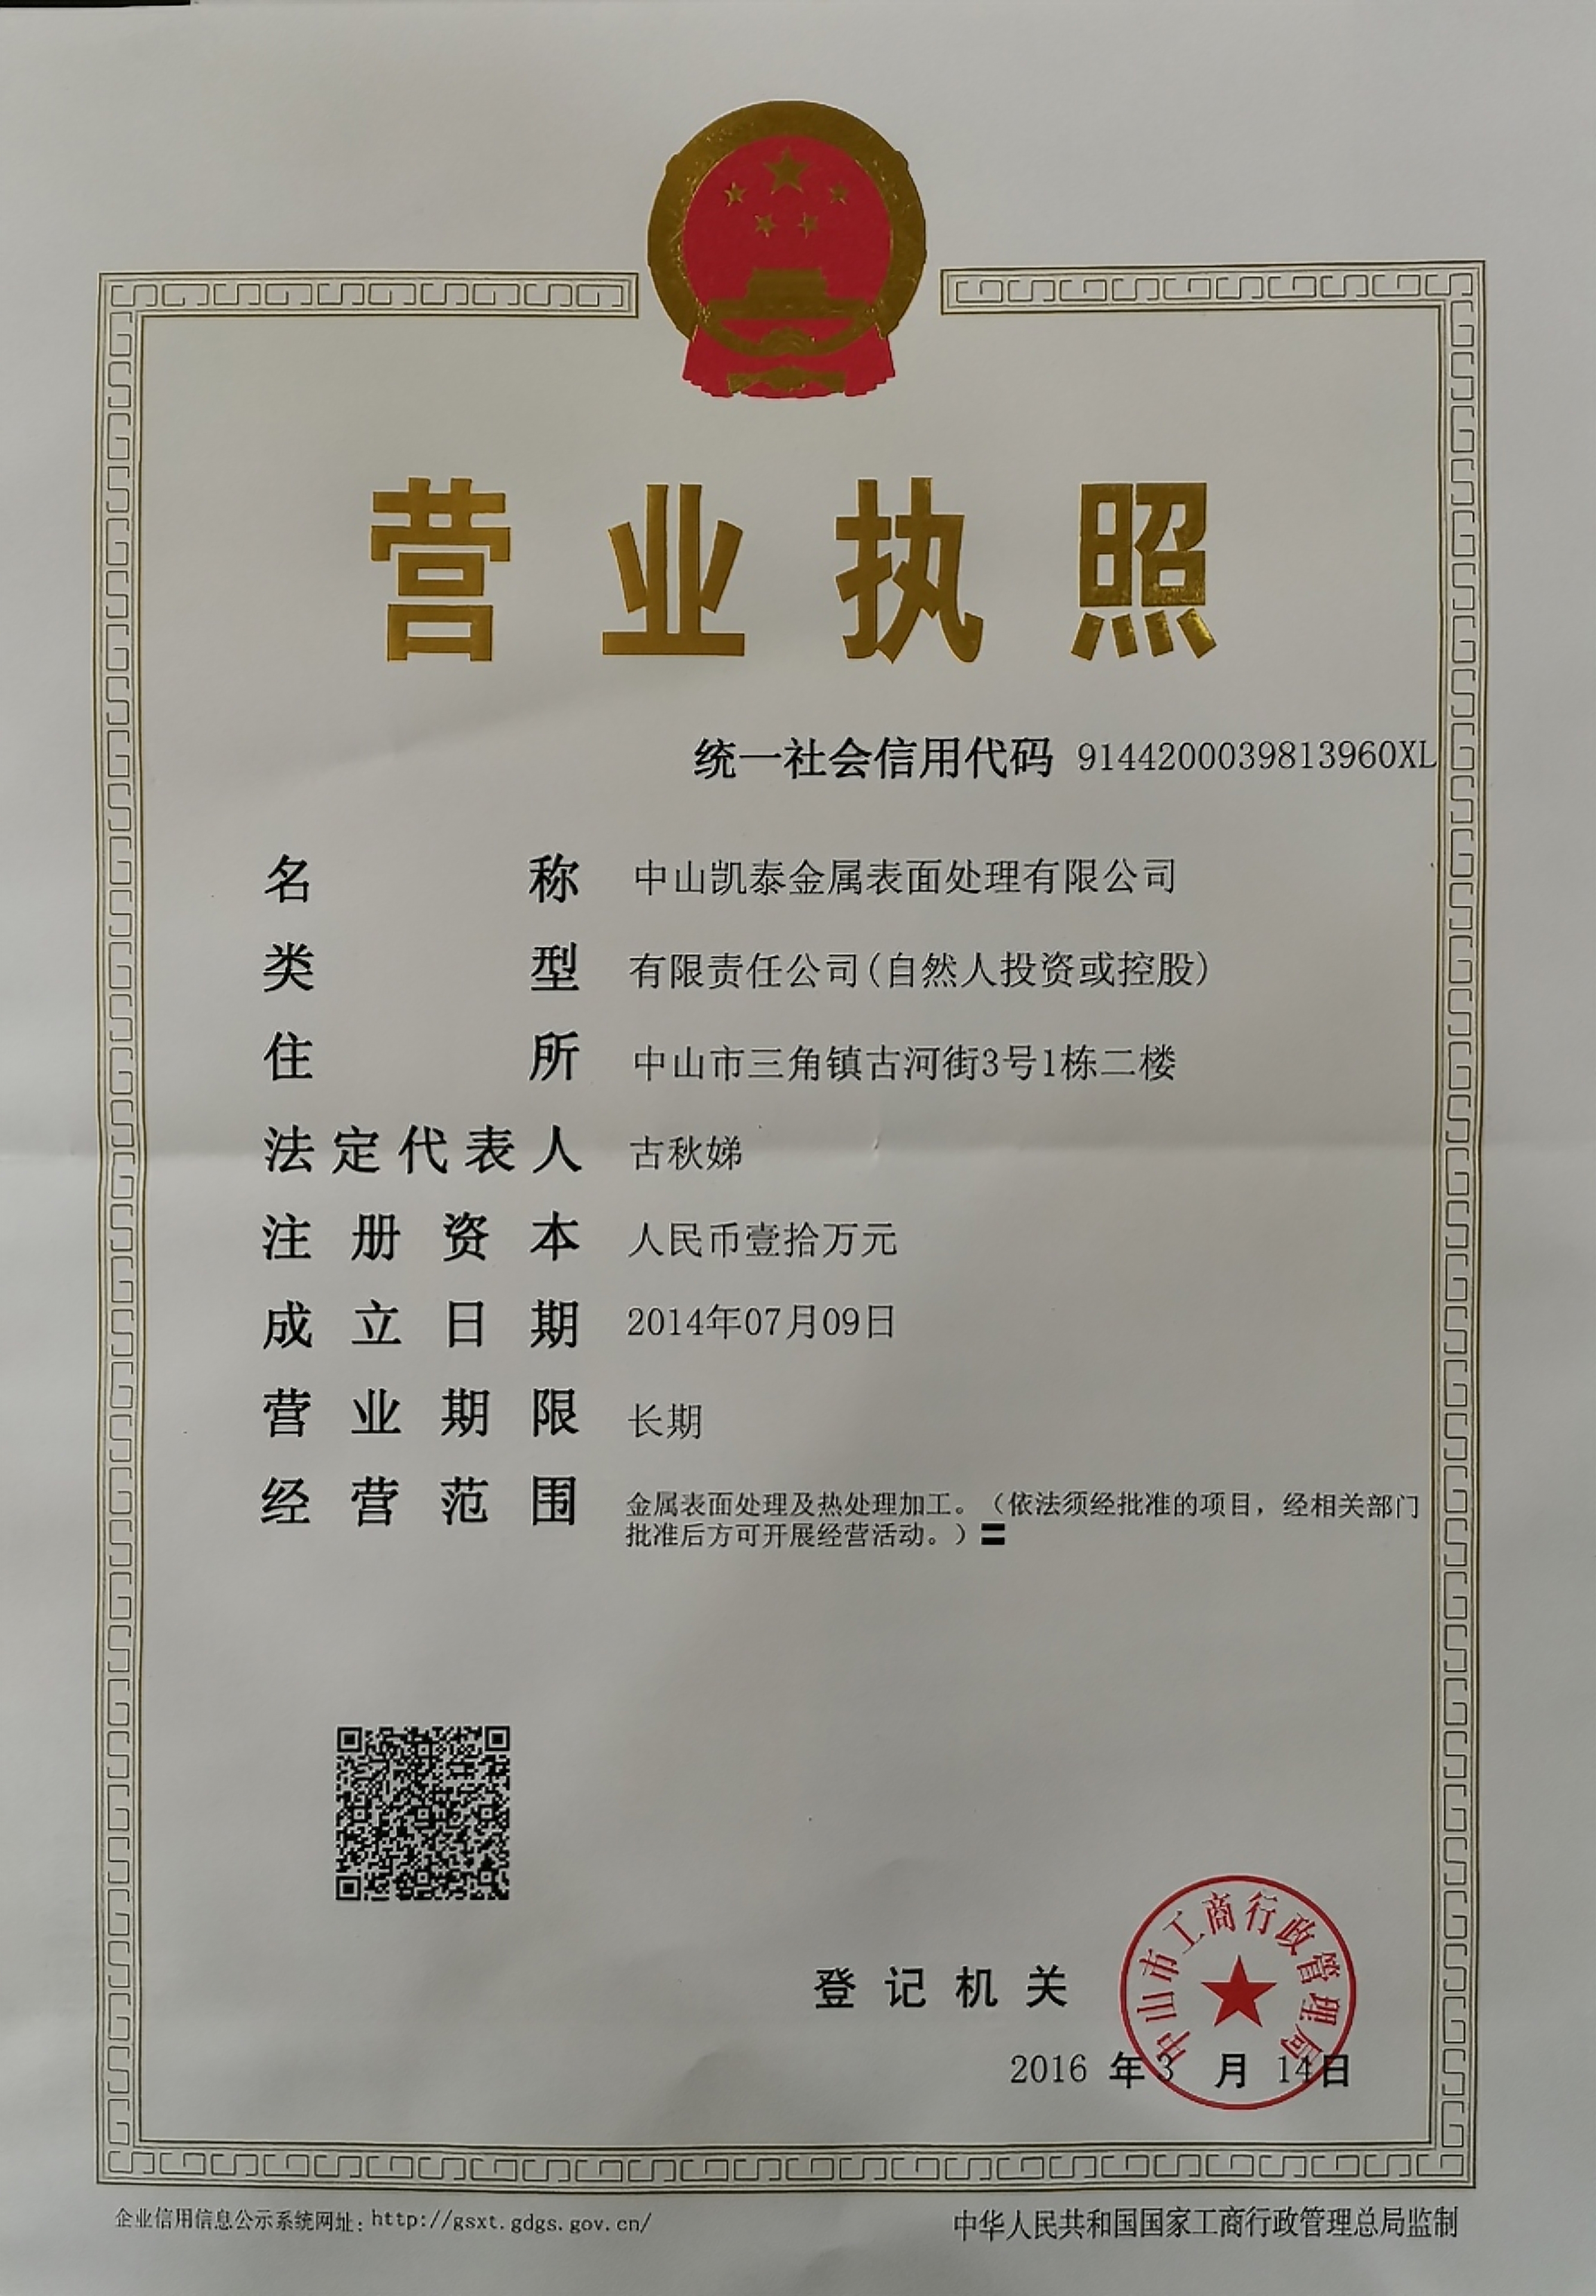 营业执照
统一社会信用代码 9144200039813960XL
名称 中山凯泰金属表面处理有限公司
类型 有限责任公司(自然人投资或控股)
住所 中山市三角镇古河街3号1栋二楼
法定代表人 古秋娣
注册资本 人民币壹拾万元
成立日期 2014年07月09日
营业期限 长期
经营范围 金属表面处理及热处理加工。（依法须经批准的项目，经相关部门
批准后方可开展经营活动。）〓
中山市工商行政管理局
登记机关
2016 年3 月 14日
企业信用信息公示系统网址：http://gsxt.gdgs.gov.cn/
中华人民共和国国家工商行政管理总局监制